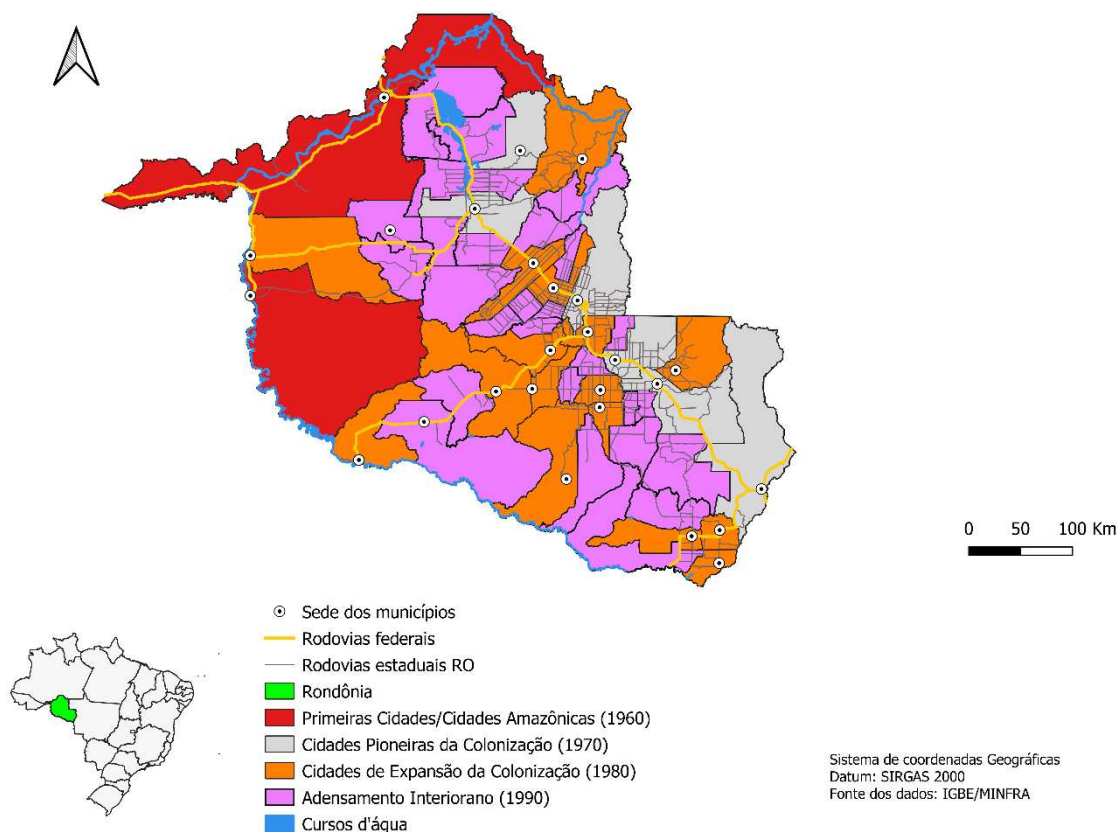 0 50 100 Km
Sede dos municípios
Rodovias federais
Rodovias estaduais RO
Rondônia
Primeiras Cidades/Cidades Amazônicas (1960)
Cidades Pioneiras da Colonização (1970)
Cidades de Expansão da Colonização (1980)
Adensamento Interiorano (1990)
Cursos d'água
Sistema de coordenadas Geográficas
Datum: SIRGAS 2000
Fonte dos dados: IGBE/MINFRA